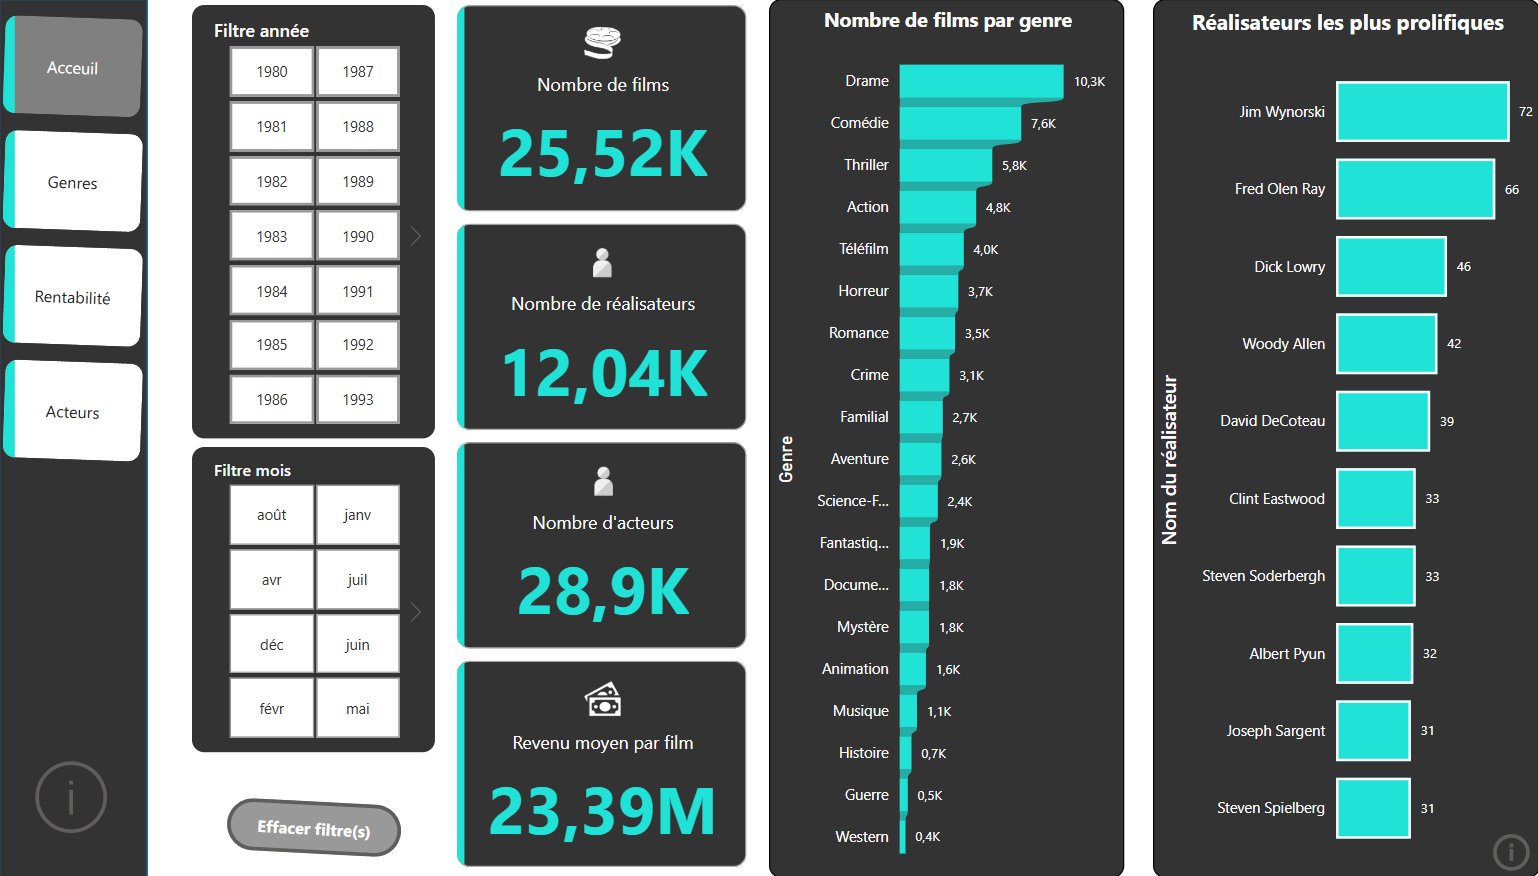 Acceuil
Genres
Rentabilité
Acteurs
Filtre année
1980 1987
1981 1988
1982 1989
1983 1990
1984 1991
1985 1992
1986 1993
Filtre mois
août janv
avr juil
déc juin
févr mai
Effacer filtre(s)
Nombre de films
25,52K
Nombre de réalisateurs
12,04K
Nombre d'acteurs
28,9K
Revenu moyen par film
23,39M
Nombre de films par genre
Genre
Drame 10,3K
Comédie 7,6K
Thriller 5,8K
Action 4,8K
Téléfilm 4,0K
Horreur 3,7K
Romance 3,5K
Crime 3,1K
Familial 2,7K
Aventure 2,6K
Science-F... 2,4K
Fantastiq... 1,9K
Docume... 1,8K
Mystère 1,8K
Animation 1,6K
Musique 1,1K
Histoire 0,7K
Guerre 0,5K
Western 0,4K
Réalisateurs les plus prolifiques
Nom du réalisateur
Jim Wynorski 72
Fred Olen Ray 66
Dick Lowry 46
Woody Allen 42
David DeCoteau 39
Clint Eastwood 33
Steven Soderbergh 33
Albert Pyun 32
Joseph Sargent 31
Steven Spielberg 31